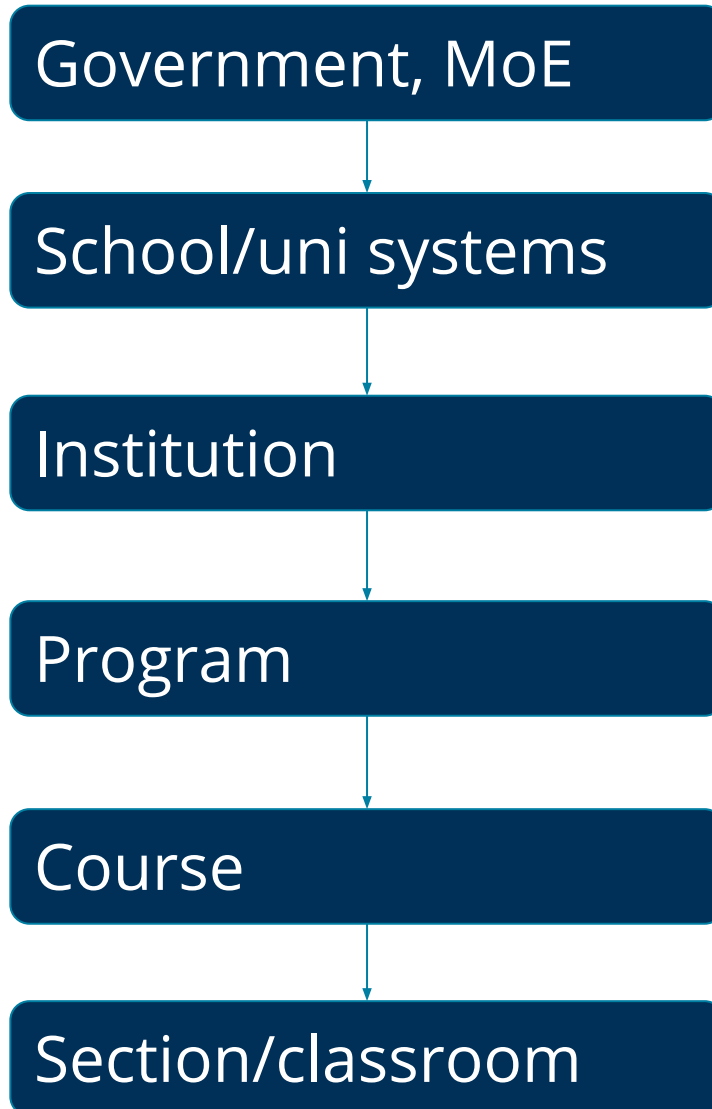 Government, MoE
School/uni systems
Institution
Program
Course
Section/classroom